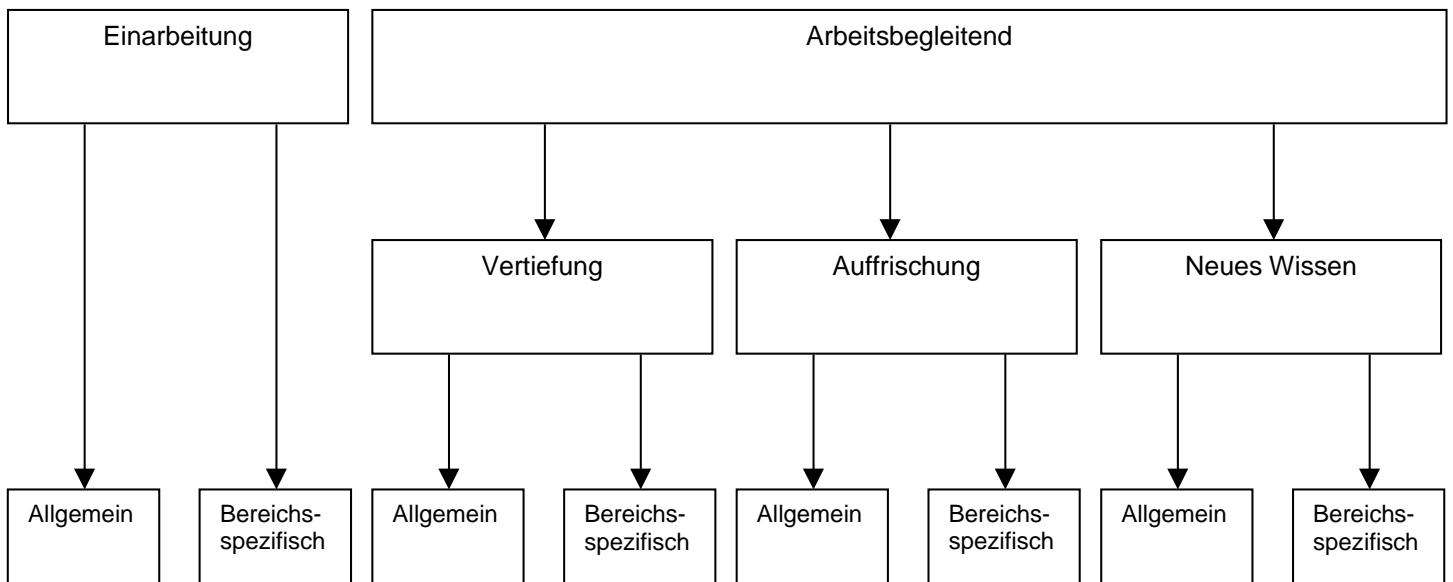 Einarbeitung
Arbeitsbegleitend
Vertiefung
Auffrischung
Neues Wissen
Allgemein
Bereichs-
spezifisch
Allgemein
Bereichs-
spezifisch
Allgemein
Bereichs-
spezifisch
Allgemein
Bereichs-
spezifisch